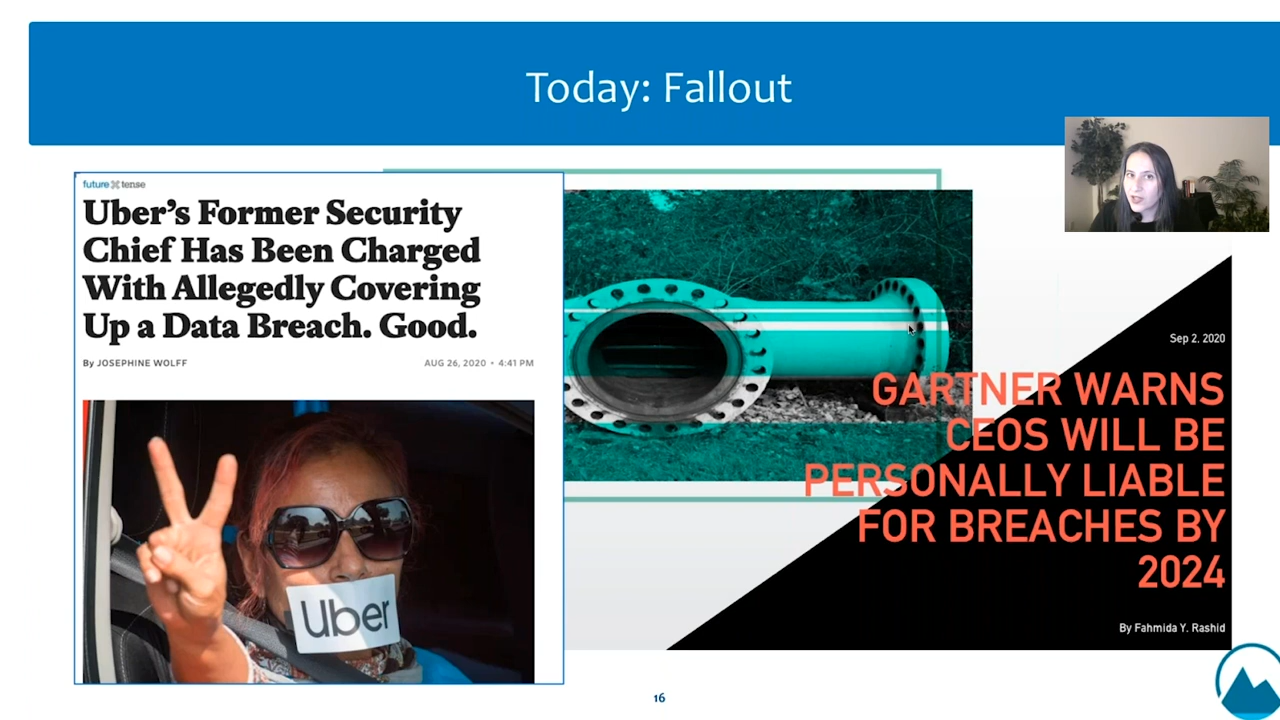 Today: Fallout
future tense
Uber's Former Security
Chief Has Been Charged
With Allegedly Covering
Up a Data Breach. Good.
By JOSEPHINE WOLFF
AUG 26, 2020 • 4:41 PM
Uber
Sep 2, 2020
GARTNER WARNS
CEOS WILL BE
PERSONALLY LIABLE
FOR BREACHES BY
2024
By Fahmida Y. Rashid
16